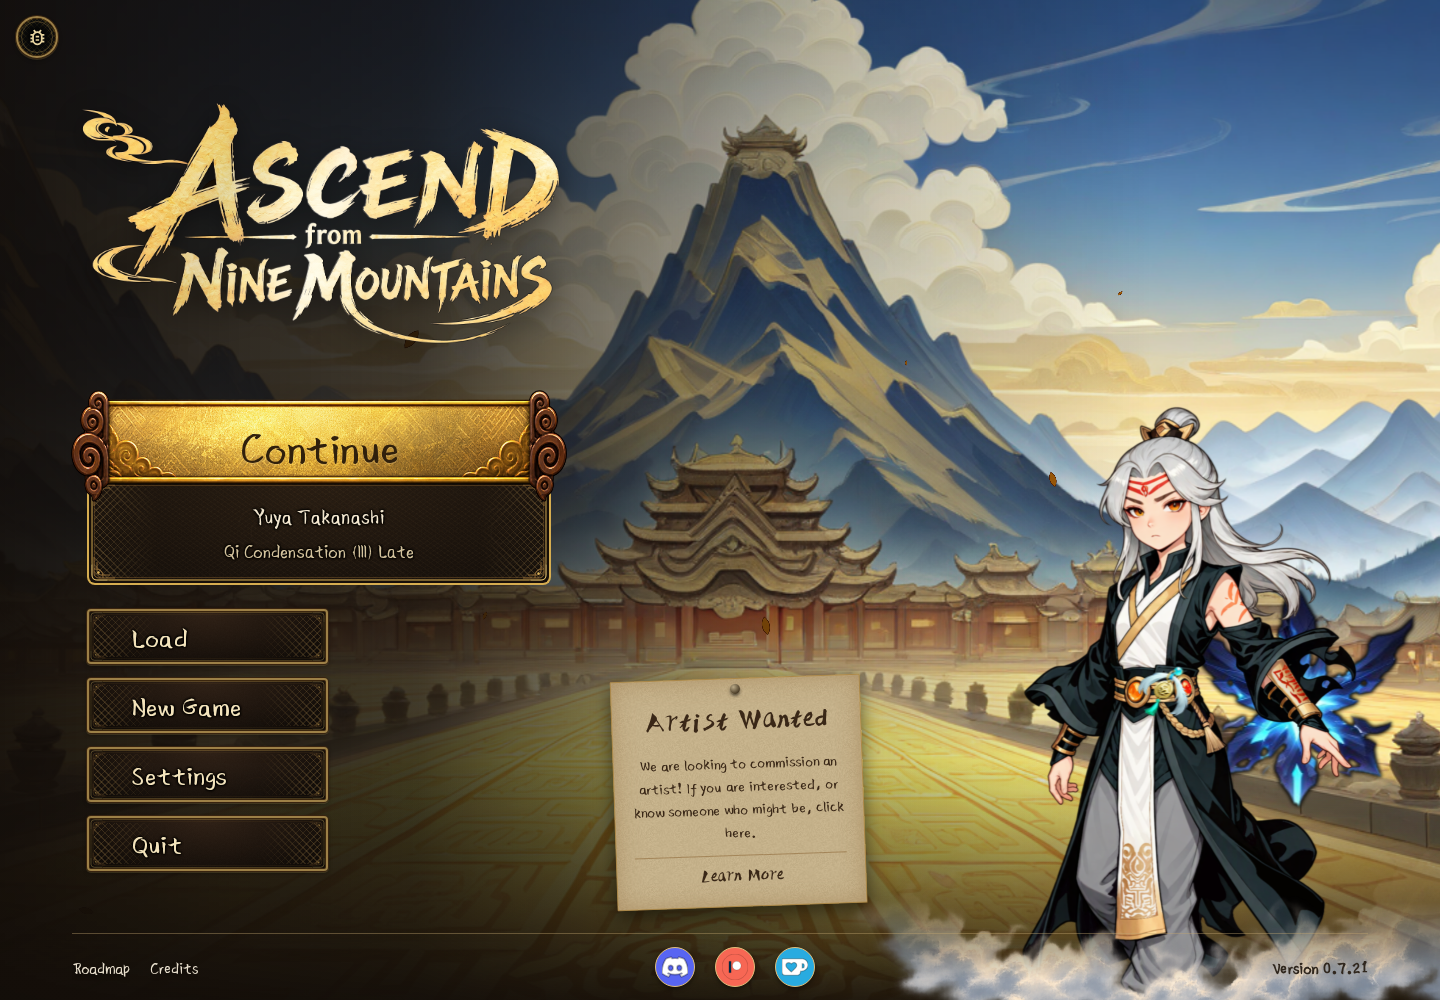 ASCEND
from
NINE MOUNTAINS
Continue
Yuya Takanashi
Qi Condensation (III) Late
Load
New Game
Settings
Quit
Artist Wanted
We are looking to commission an
artist! If you are interested, or
know someone who might be, click
here.
Learn More
Roadmap
Credits
Version 0.7.21